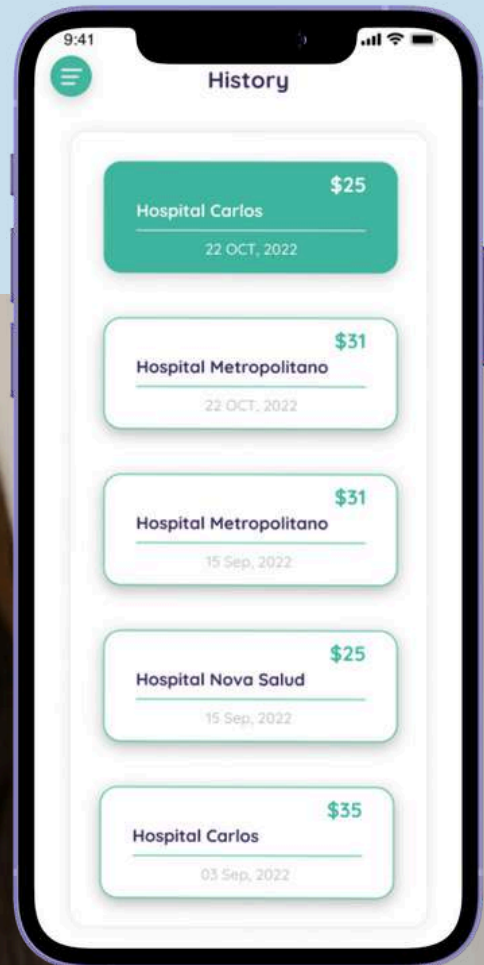 9:41
History
$25
Hospital Carlos
22 OCT, 2022
$31
Hospital Metropolitano
22 OCT, 2022
$31
Hospital Metropolitano
15 Sep, 2022
$25
Hospital Nova Salud
15 Sep, 2022
$35
Hospital Carlos
03 Sep, 2022